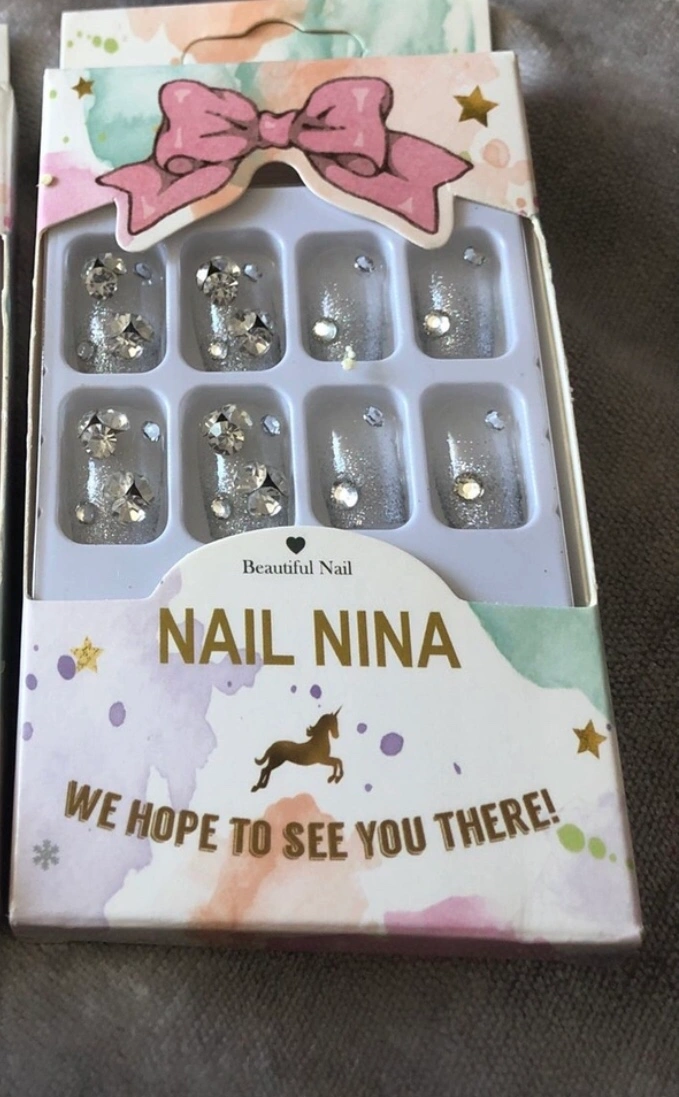 Beautiful Nail
NAIL NINA
WE HOPE TO SEE YOU THERE!